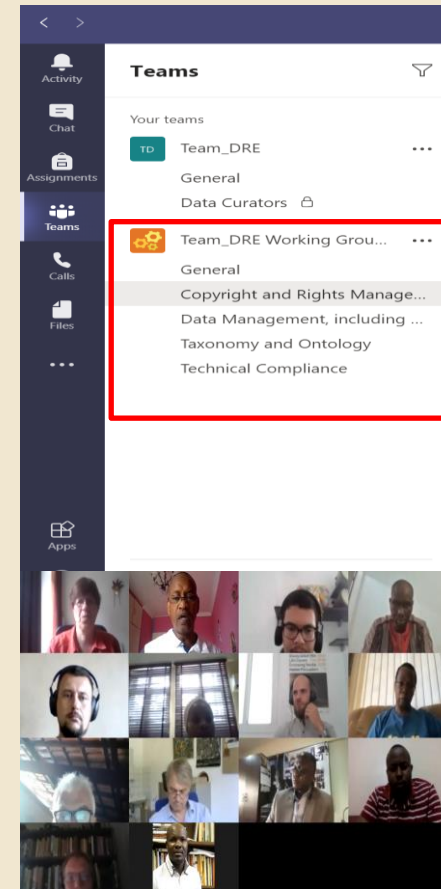 Activity
Chat
Assignments
Teams
Calls
Files
Apps
Teams
Your teams
TD Team_DRE
General
Data Curators
Team_DRE Working Grou...
General
Copyright and Rights Manage...
Data Management, including ...
Taxonomy and Ontology
Technical Compliance